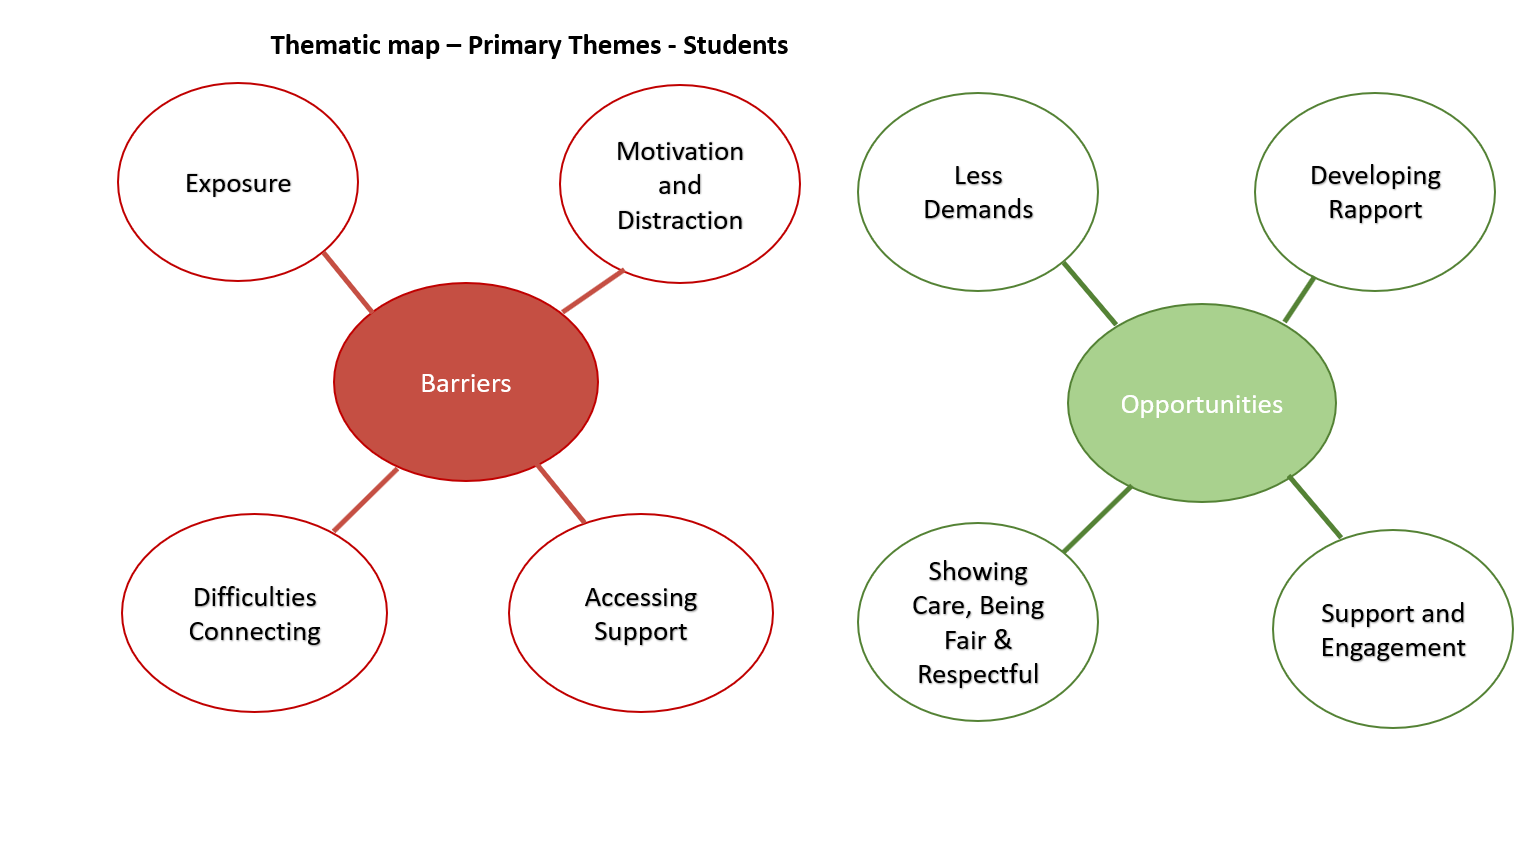 Thematic map – Primary Themes - Students
Exposure
Motivation
and
Distraction
Barriers
Difficulties
Connecting
Accessing
Support
Less
Demands
Developing
Rapport
Opportunities
Showing
Care, Being
Fair &
Respectful
Support and
Engagement